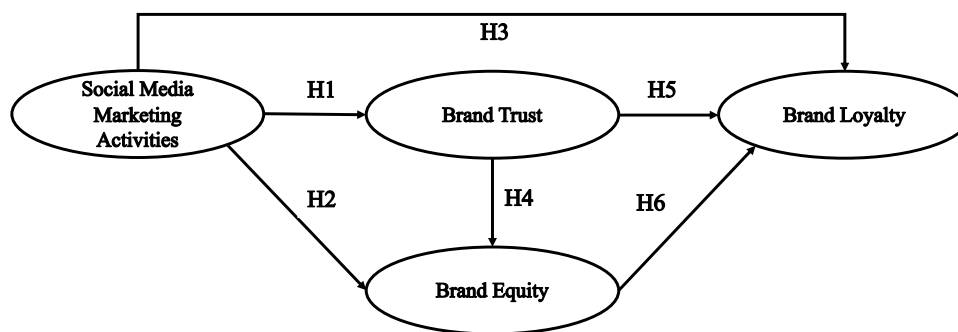 H3
Social Media
Marketing
Activities
H1
Brand Trust
H5
Brand Loyalty
H2
H4
H6
Brand Equity